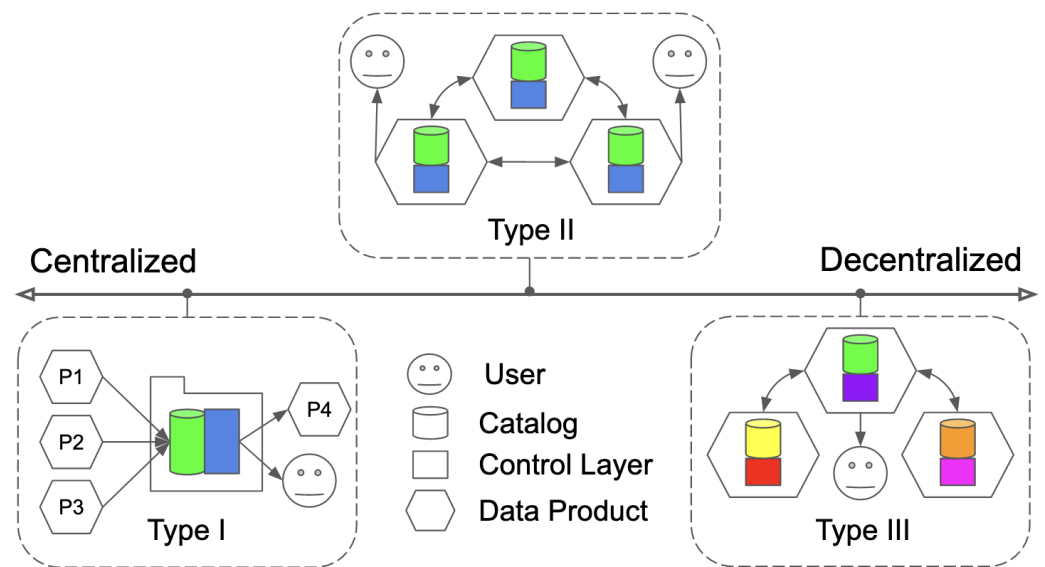 Type II
Centralized
Decentralized
P1
P2
P3
P4
Type I
User
Catalog
Control Layer
Data Product
Type III